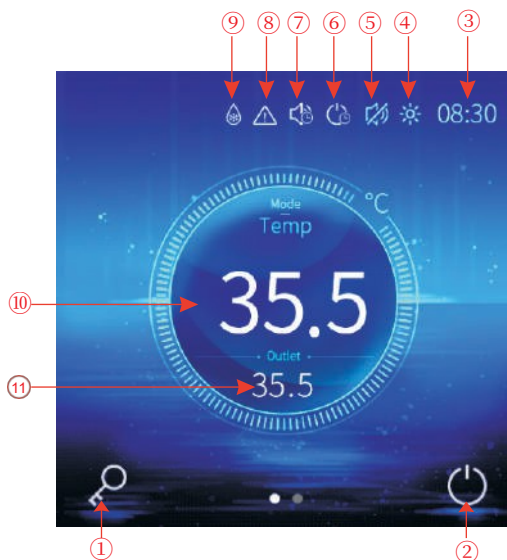 ⑨ ⑧ ⑦ ⑥ ⑤ ④ ③
08:30
°C
Mode
Temp
⑩ 35.5
Outlet
⑪ 35.5
① ②